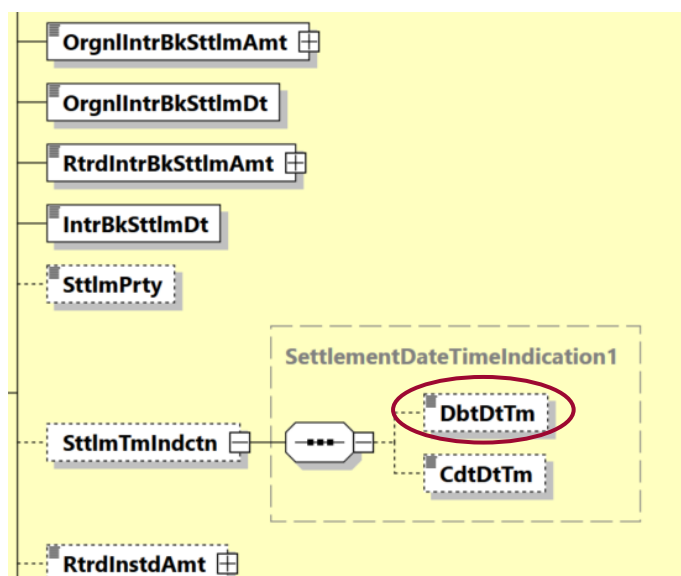 OrgnlIntrBkSttlmAmt
OrgnlIntrBkSttlmDt
RtrdIntrBkSttlmAmt
IntrBkSttlmDt
SttlmPrty
SettlementDateTimeIndication1
DbtDtTm
SttlmTmIndctn
CdtDtTm
RtrdInstdAmt